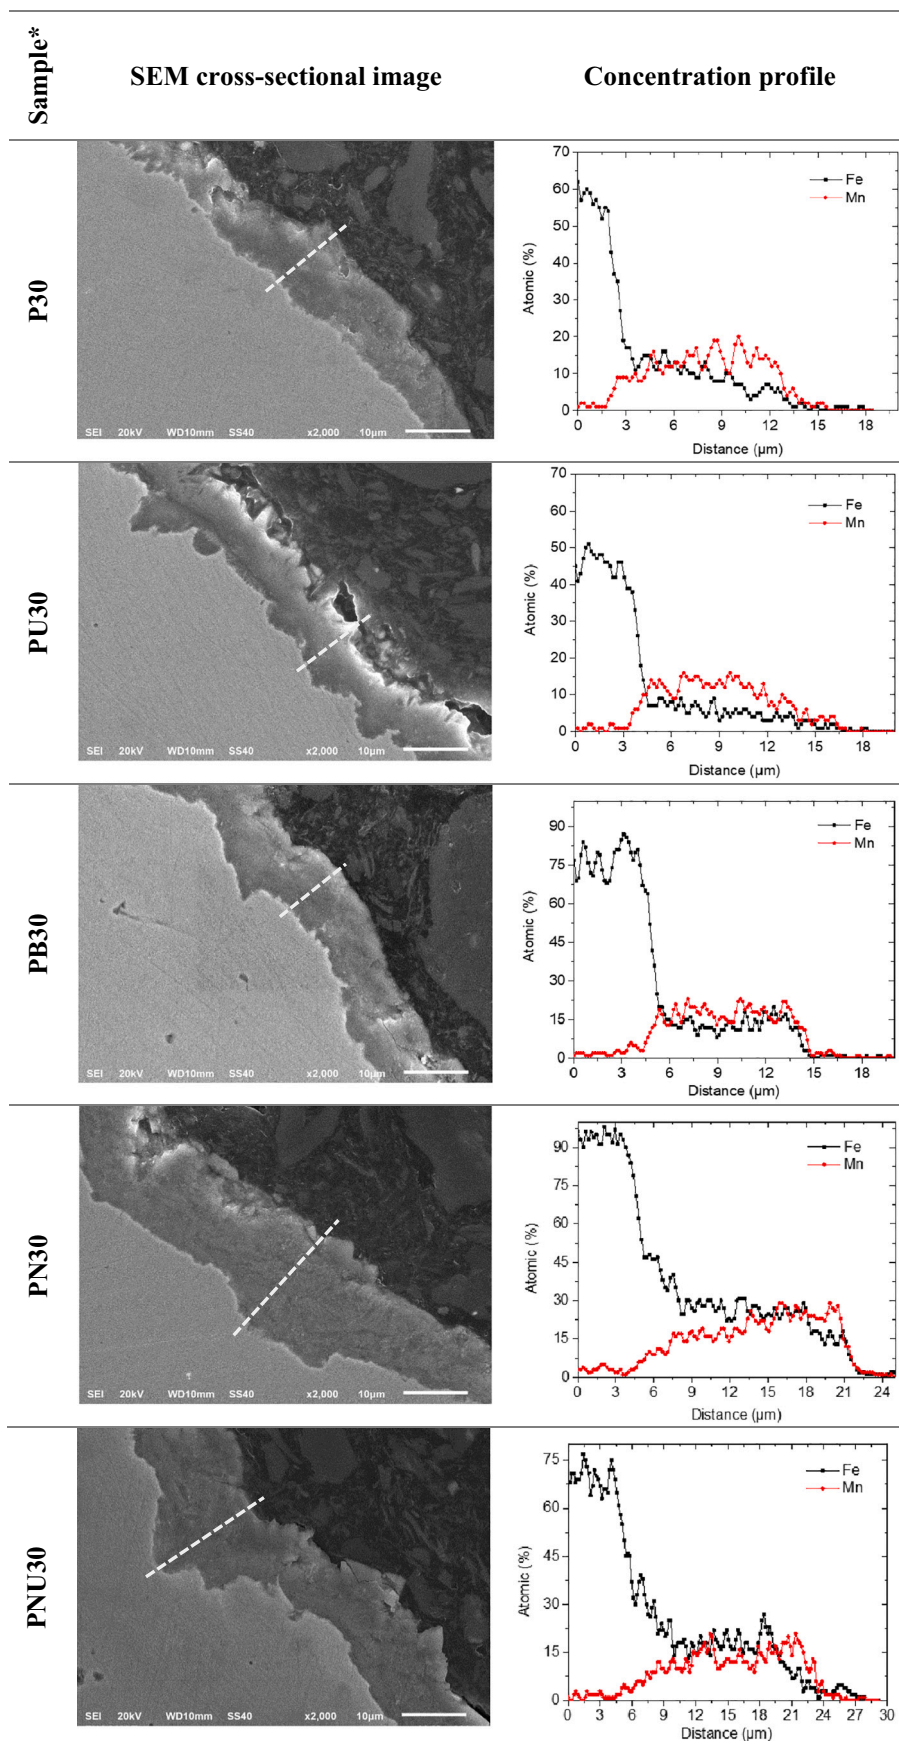 Sample*
SEM cross-sectional image
Concentration profile
P30
SEI 20kV WD10mm SS40 x2,000 10µm
70
60
50
40
30
20
10
0
Atomic (%)
Fe
Mn
0 3 6 9 12 15 18
Distance (µm)
PU30
SEI 20kV WD10mm SS40 x2,000 10µm
70
60
50
40
30
20
10
0
Atomic (%)
Fe
Mn
0 3 6 9 12 15 18
Distance (µm)
PB30
SEI 20kV WD10mm SS40 x2,000 10µm
90
75
60
45
30
15
0
Atomic (%)
Fe
Mn
0 3 6 9 12 15 18
Distance (µm)
PN30
SEI 20kV WD10mm SS40 x2,000 10µm
90
75
60
45
30
15
0
Atomic (%)
Fe
Mn
0 3 6 9 12 15 18 21 24
Distance (µm)
PNU30
SEI 20kV WD10mm SS40 x2,000 10µm
75
60
45
30
15
0
Atomic (%)
Fe
Mn
0 3 6 9 12 15 18 21 24 27 30
Distance (µm)